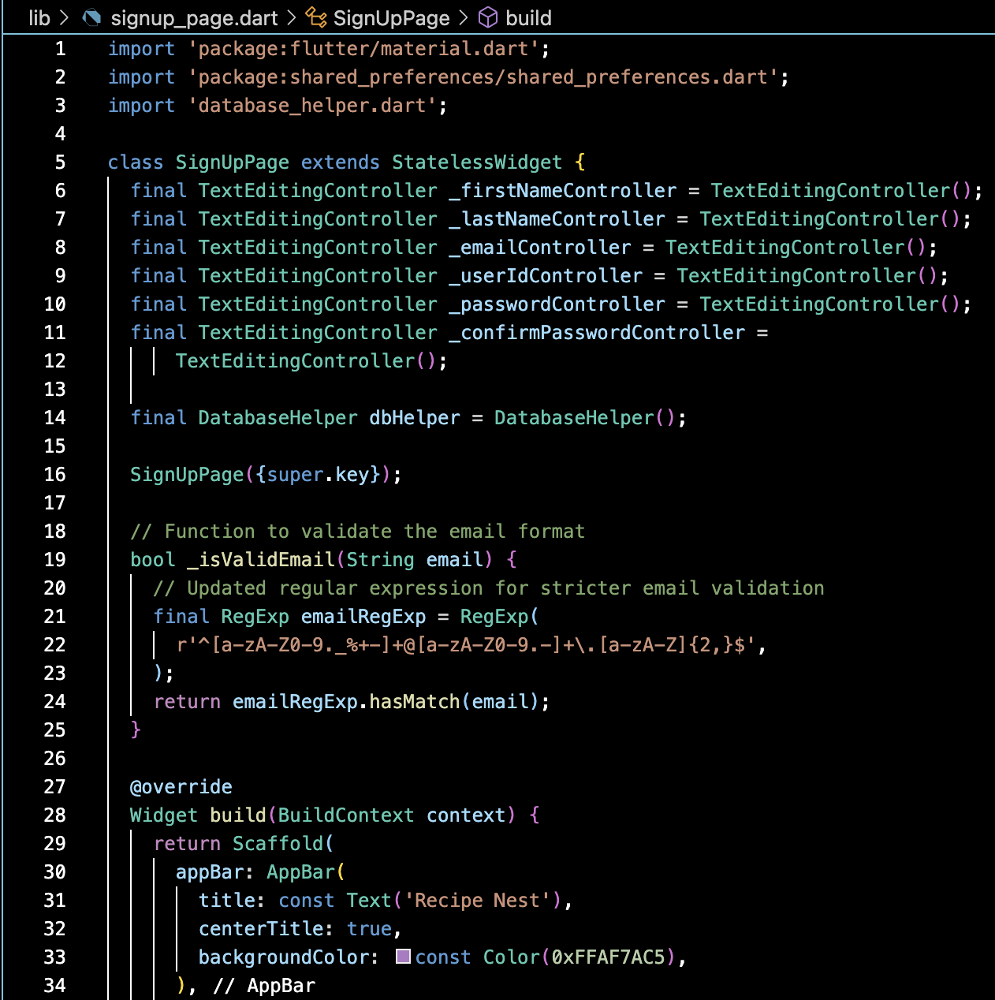 lib > signup_page.dart > SignUpPage > build
1 import 'package:flutter/material.dart';
2 import 'package:shared_preferences/shared_preferences.dart';
3 import 'database_helper.dart';
4
5 class SignUpPage extends StatelessWidget {
6 final TextEditingController _firstNameController = TextEditingController();
7 final TextEditingController _lastNameController = TextEditingController();
8 final TextEditingController _emailController = TextEditingController();
9 final TextEditingController _userIdController = TextEditingController();
10 final TextEditingController _passwordController = TextEditingController();
11 final TextEditingController _confirmPasswordController =
12 TextEditingController();
13
14 final DatabaseHelper dbHelper = DatabaseHelper();
15
16 SignUpPage({super.key});
17
18 // Function to validate the email format
19 bool _isValidEmail(String email) {
20 // Updated regular expression for stricter email validation
21 final RegExp emailRegExp = RegExp(
22 r'^[a-zA-Z0-9._%+-]+@[a-zA-Z0-9.-]+\.[a-zA-Z]{2,}$',
23 );
24 return emailRegExp.hasMatch(email);
25 }
26
27 @override
28 Widget build(BuildContext context) {
29 return Scaffold(
30 appBar: AppBar(
31 title: const Text('Recipe Nest'),
32 centerTitle: true,
33 backgroundColor: const Color(0xFFAF7AC5),
34 ), // AppBar